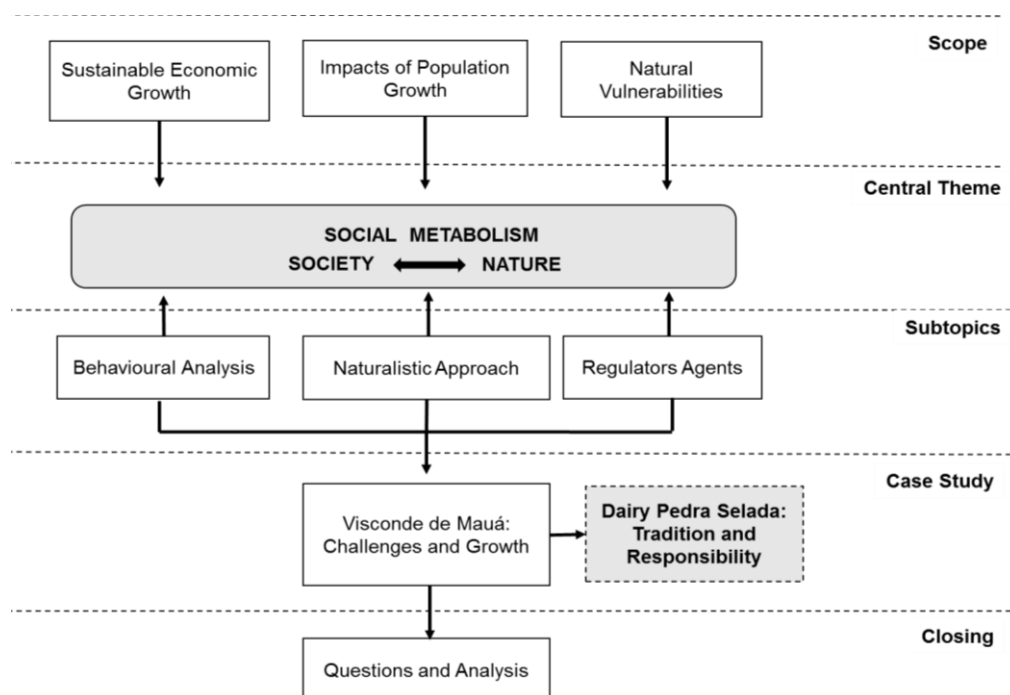 Scope
Sustainable Economic
Growth
Impacts of Population
Growth
Natural
Vulnerabilities
Central Theme
SOCIAL METABOLISM
SOCIETY NATURE
Subtopics
Behavioural Analysis
Naturalistic Approach
Regulators Agents
Case Study
Visconde de Mauá:
Challenges and Growth
Dairy Pedra Selada:
Tradition and
Responsibility
Closing
Questions and Analysis